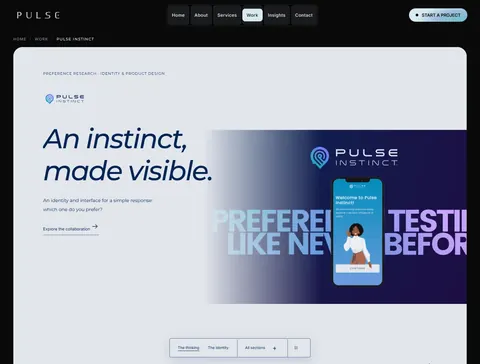 PULSE
Home
About
Services
Work
Insights
Contact
START A PROJECT
HOME / WORK / PULSE INSTINCT
PREFERENCE RESEARCH, IDENTITY & PRODUCT DESIGN
PULSE
INSTINCT
An instinct,
made visible.
An identity and interface for a simple response:
which one do you prefer?
Explore the collaboration →
PULSE
INSTINCT
Welcome to Pulse
Instinct!
PREFERE
TESTI
LIKE NEV
BEFOR
The thinking
The identity
All sections +